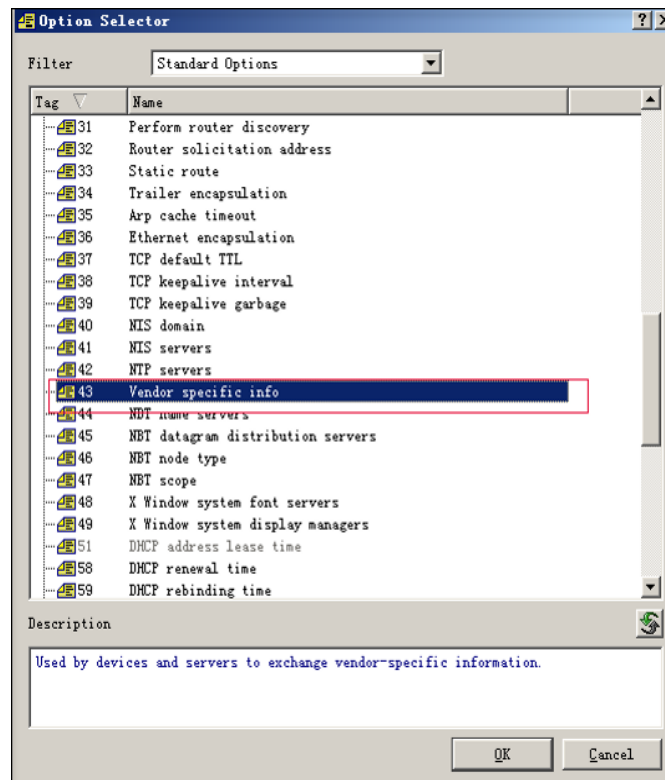 Option Selector
Filter
Standard Options
Tag Name
31 Perform router discovery
32 Router solicitation address
33 Static route
34 Trailer encapsulation
35 Arp cache timeout
36 Ethernet encapsulation
37 TCP default TTL
38 TCP keepalive interval
39 TCP keepalive garbage
40 NIS domain
41 NIS servers
42 NTP servers
43 Vendor specific info
44 NBT name servers
45 NBT datagram distribution servers
46 NBT node type
47 NBT scope
48 X Window system font servers
49 X Window system display managers
51 DHCP address lease time
58 DHCP renewal time
59 DHCP rebinding time
Description
Used by devices and servers to exchange vendor-specific information.
OK Cancel